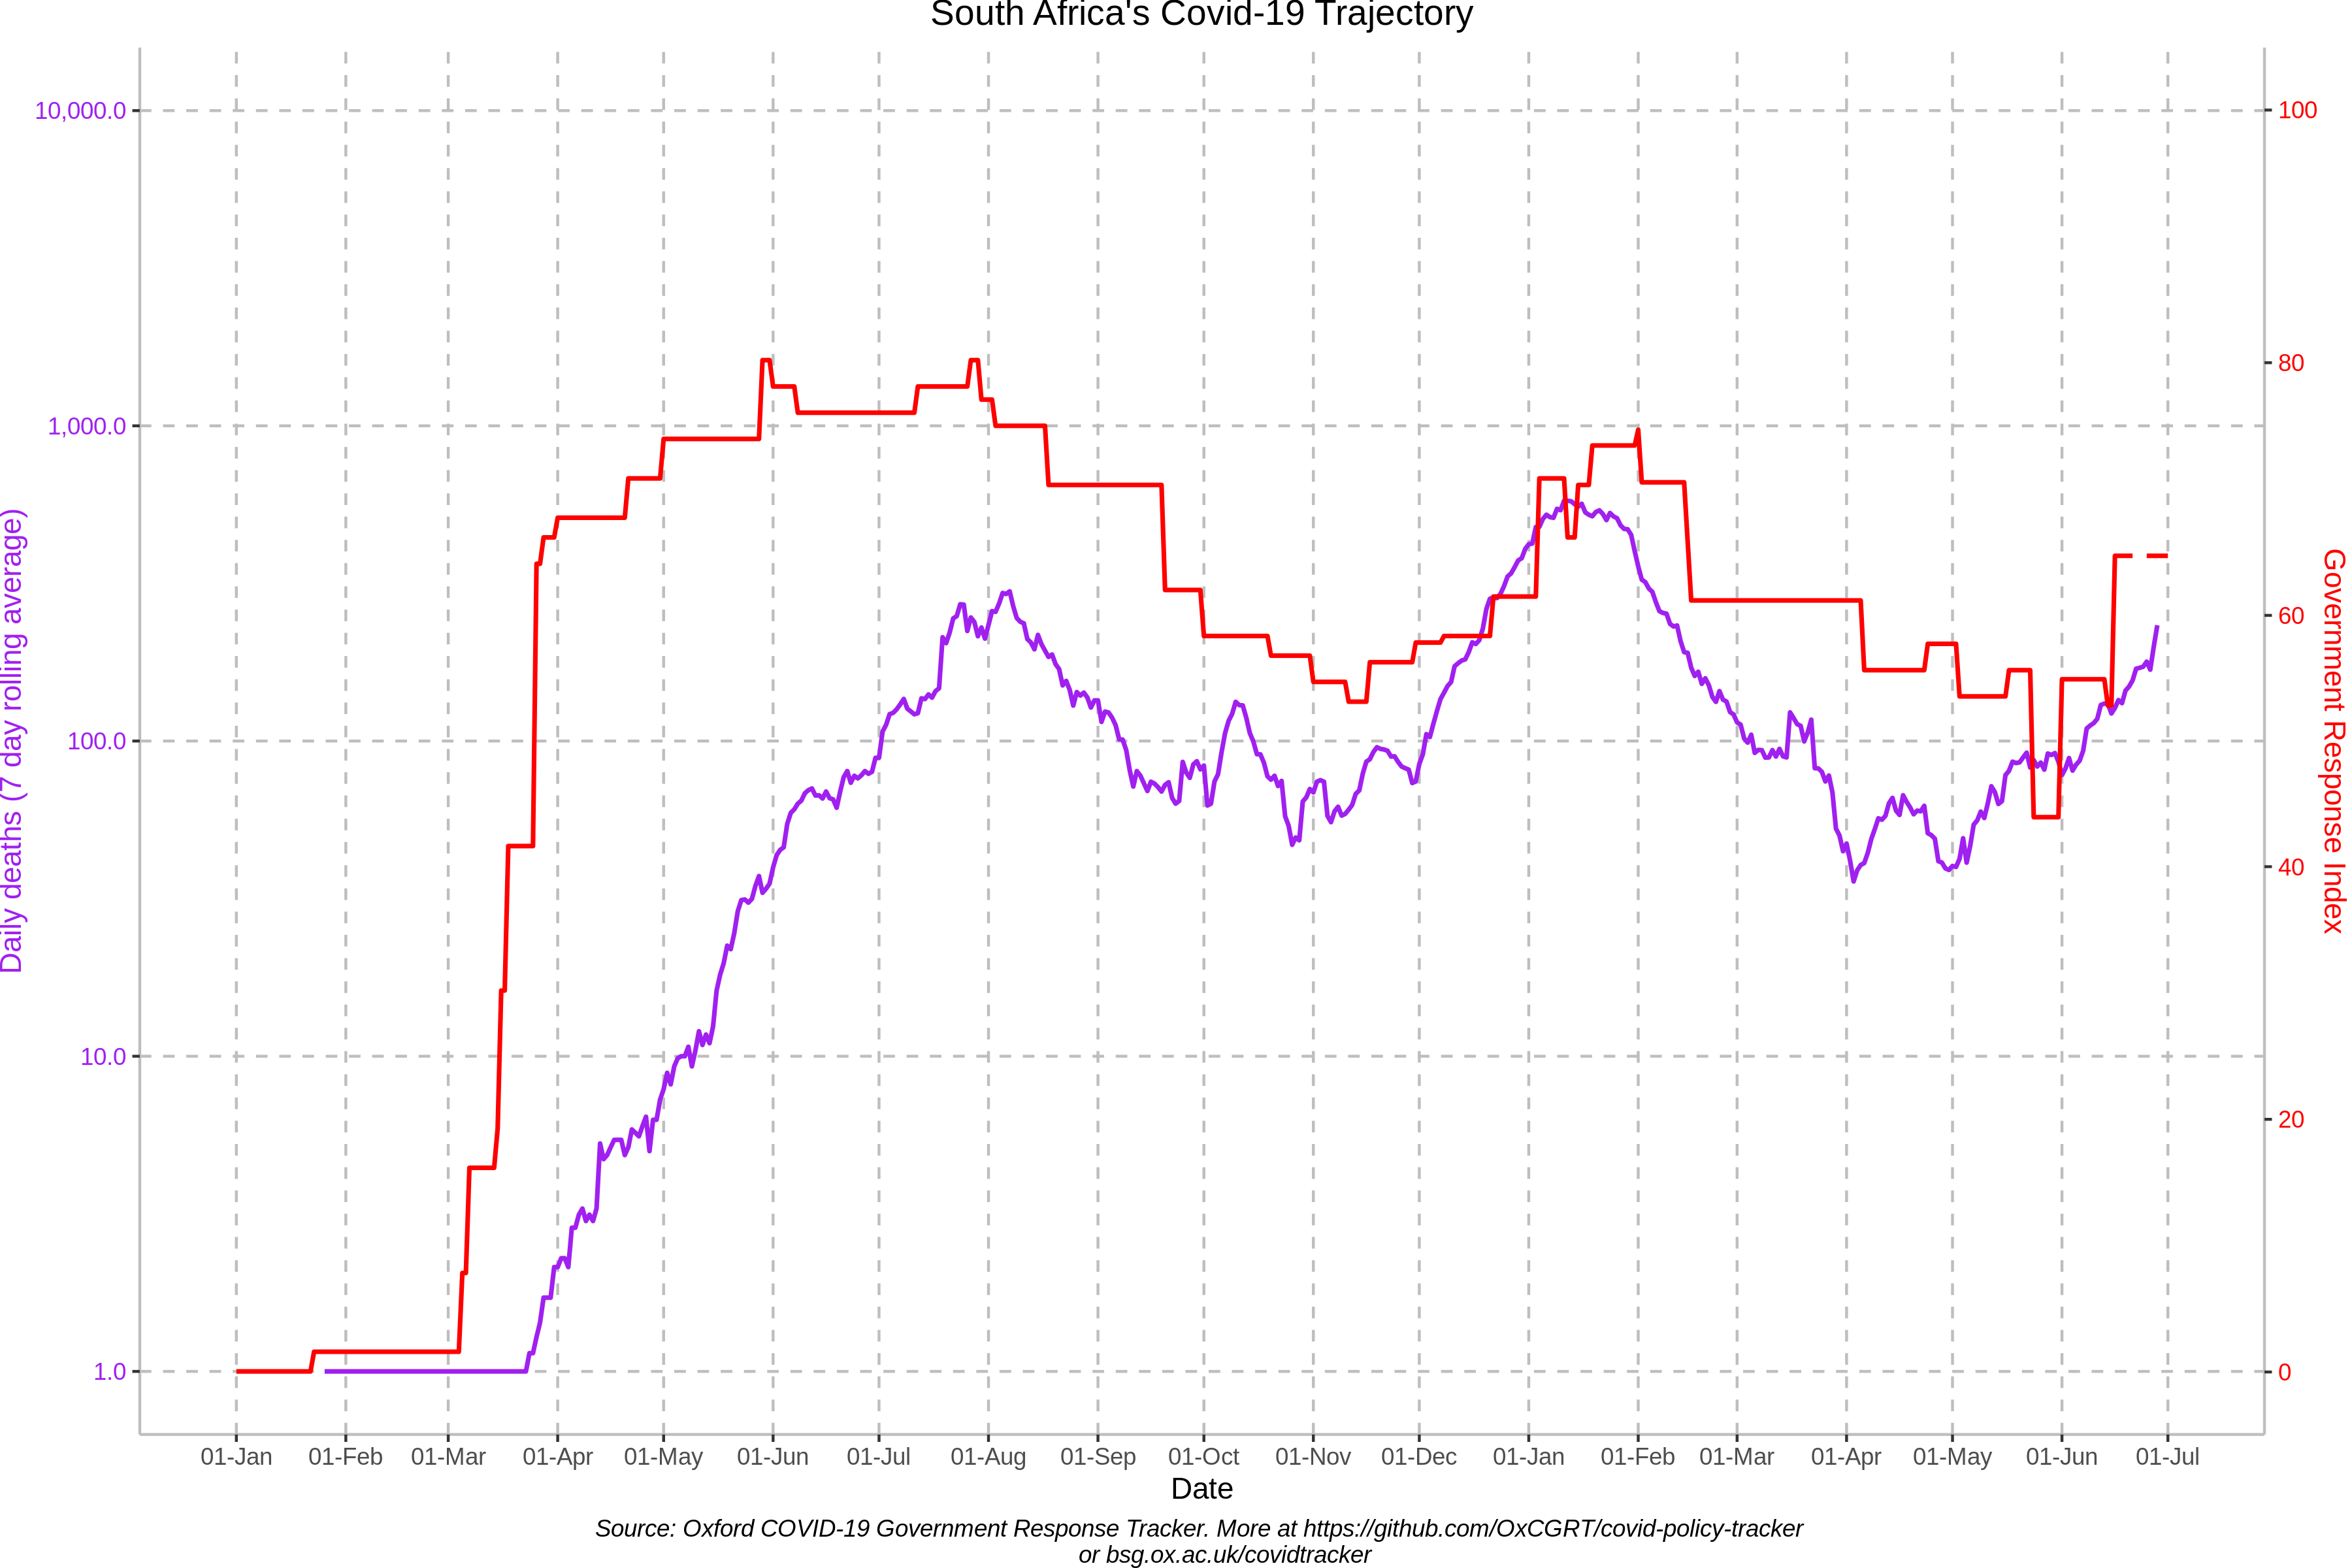 South Africa's Covid-19 Trajectory
10,000.0
1,000.0
100.0
10.0
1.0
Daily deaths (7 day rolling average)
100
80
60
40
20
0
Government Response Index
01-Jan 01-Feb 01-Mar 01-Apr 01-May 01-Jun 01-Jul 01-Aug 01-Sep 01-Oct 01-Nov 01-Dec 01-Jan 01-Feb 01-Mar 01-Apr 01-May 01-Jun 01-Jul
Date
Source: Oxford COVID-19 Government Response Tracker. More at https://github.com/OxCGRT/covid-policy-tracker
or bsg.ox.ac.uk/covidtracker